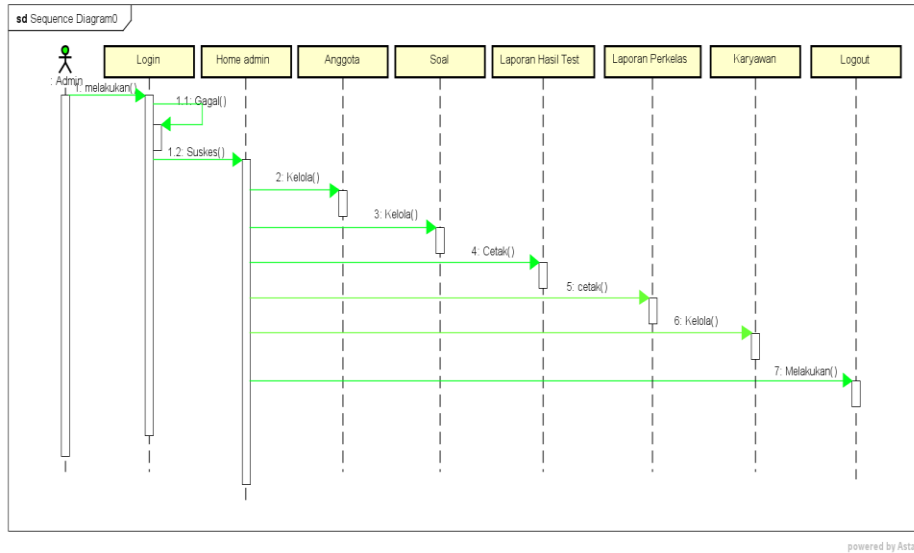 sd Sequence Diagram0
Login
Home admin
Anggota
Soal
Laporan Hasil Test
Laporan Perkelas
Karyawan
Logout
: Admin
1: melakukan()
1.1: Gagal()
1.2: Suskes()
2: Kelola()
3: Kelola()
4: Cetak()
5: cetak()
6: Kelola()
7: Melakukan()
powered by Asta